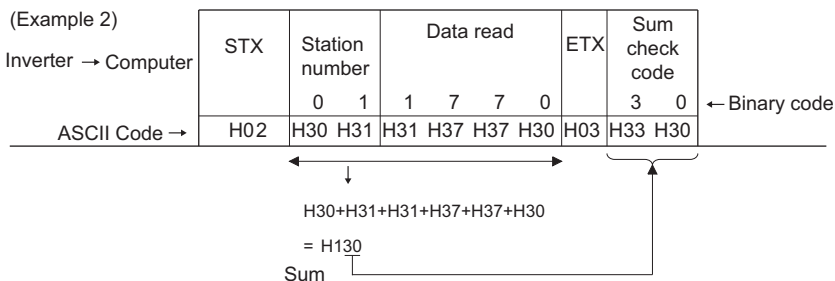 (Example 2)
Inverter → Computer
STX
Station number
Data read
ETX
Sum check code
0 1 1 7 7 0 3 0
← Binary code
ASCII Code →
H02 H30 H31 H31 H37 H37 H30 H03 H33 H30
H30+H31+H31+H37+H37+H30
= H130
Sum